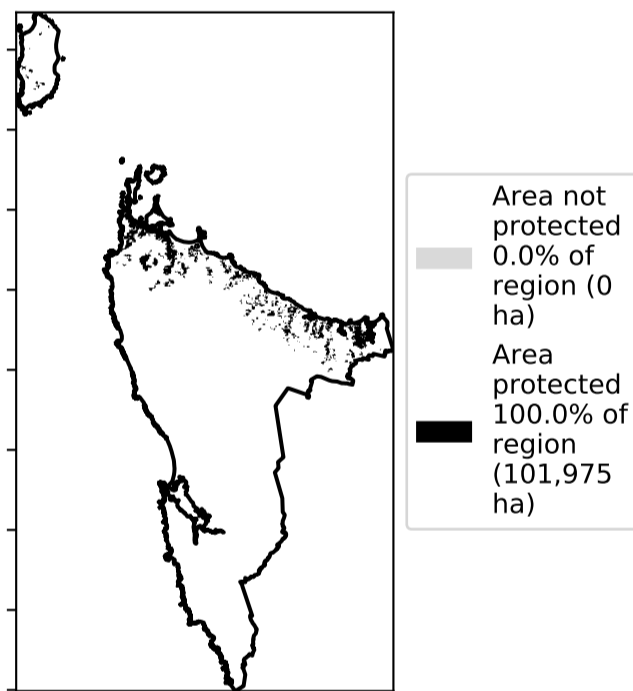 Area not
protected
0.0% of
region (0
ha)
Area
protected
100.0% of
region
(101,975
ha)